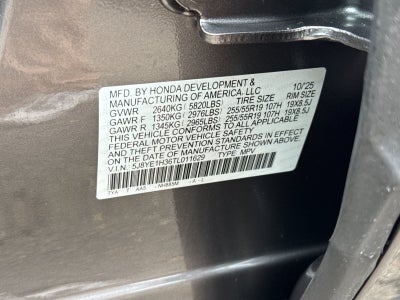 MFD. BY HONDA DEVELOPMENT & 10/25
MANUFACTURING OF AMERICA, LLC
GVWR 2640KG ( 5820LBS) TIRE SIZE RIM SIZE
GAWR F 1350KG ( 2976LBS) 255/55R19 107H 19X8.5J
GAWR R 1345KG ( 2965LBS) 255/55R19 107H 19X8.5J
THIS VEHICLE CONFORMS TO ALL APPLICABLE
FEDERAL MOTOR VEHICLE SAFETY
AND THEFT PREVENTION STANDARDS IN EFFECT
ON THE DATE OF MANUFACTURE SHOWN ABOVE.
V.I.N. 5J8YE1H36TL011629 TYPE: MPV
TYA AAS - NH885M A - L